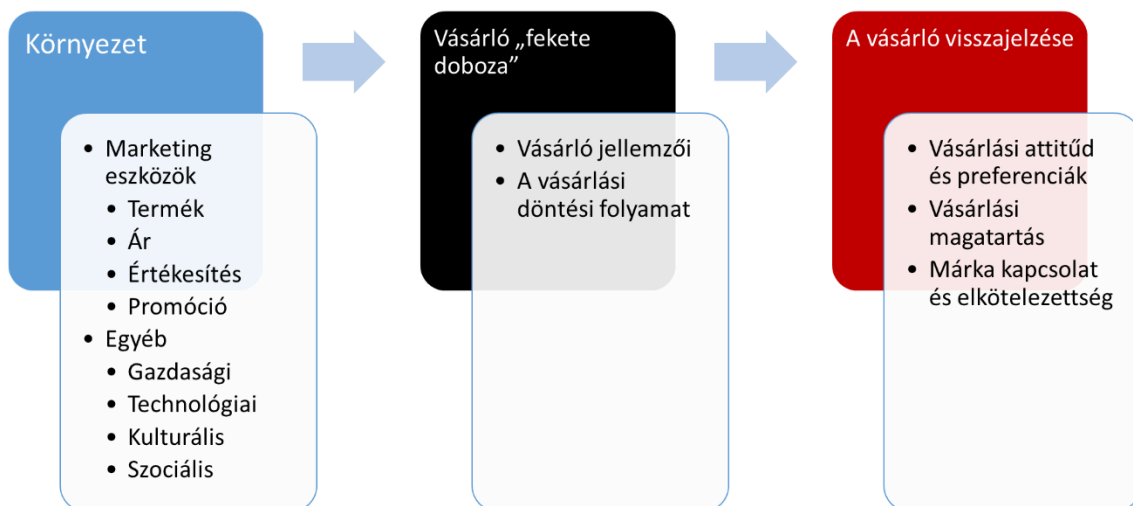 Környezet
• Marketing
eszközök
• Termék
• Ár
• Értékesítés
• Promóció
• Egyéb
• Gazdasági
• Technológiai
• Kulturális
• Szociális
Vásárló „fekete
doboza”
• Vásárló jellemzői
• A vásárlási
döntési folyamat
A vásárló visszajelzése
• Vásárlási attitűd
és preferenciák
• Vásárlási
magatartás
• Márka kapcsolat
és elkötelezettség